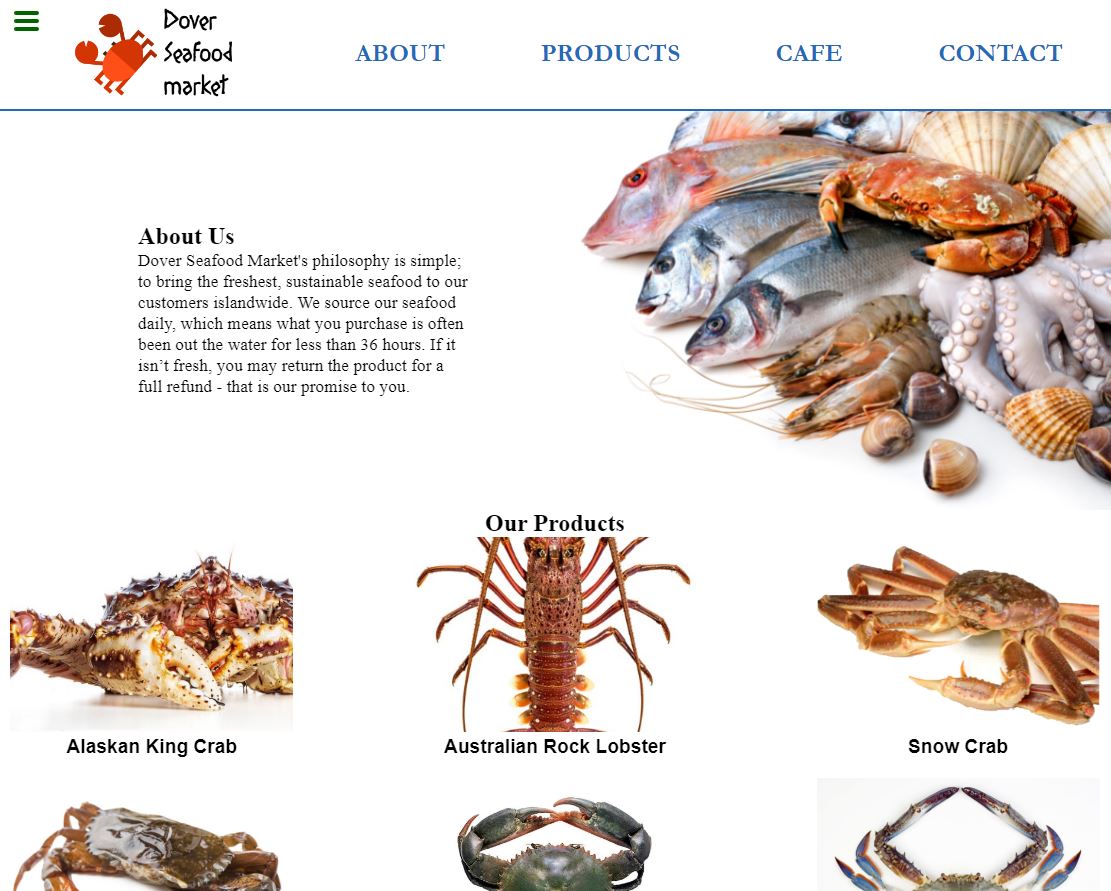 Dover
Seafood
market
ABOUT PRODUCTS CAFE CONTACT
About Us
Dover Seafood Market's philosophy is simple;
to bring the freshest, sustainable seafood to our
customers islandwide. We source our seafood
daily, which means what you purchase is often
been out the water for less than 36 hours. If it
isn’t fresh, you may return the product for a
full refund - that is our promise to you.
Our Products
Alaskan King Crab
Australian Rock Lobster
Snow Crab